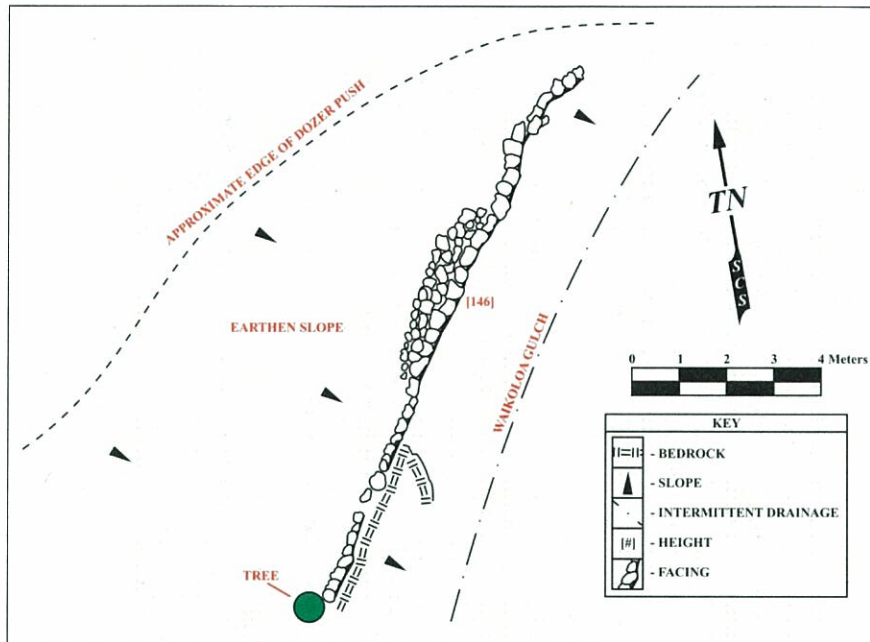 APPROXIMATE EDGE OF DOZER PUSH
TN
SCS
[146]
EARTHEN SLOPE
WAIKOLOA GULCH
0 1 2 3 4 Meters
KEY
- BEDROCK
- SLOPE
- INTERMITTENT DRAINAGE
[#] - HEIGHT
- FACING
TREE